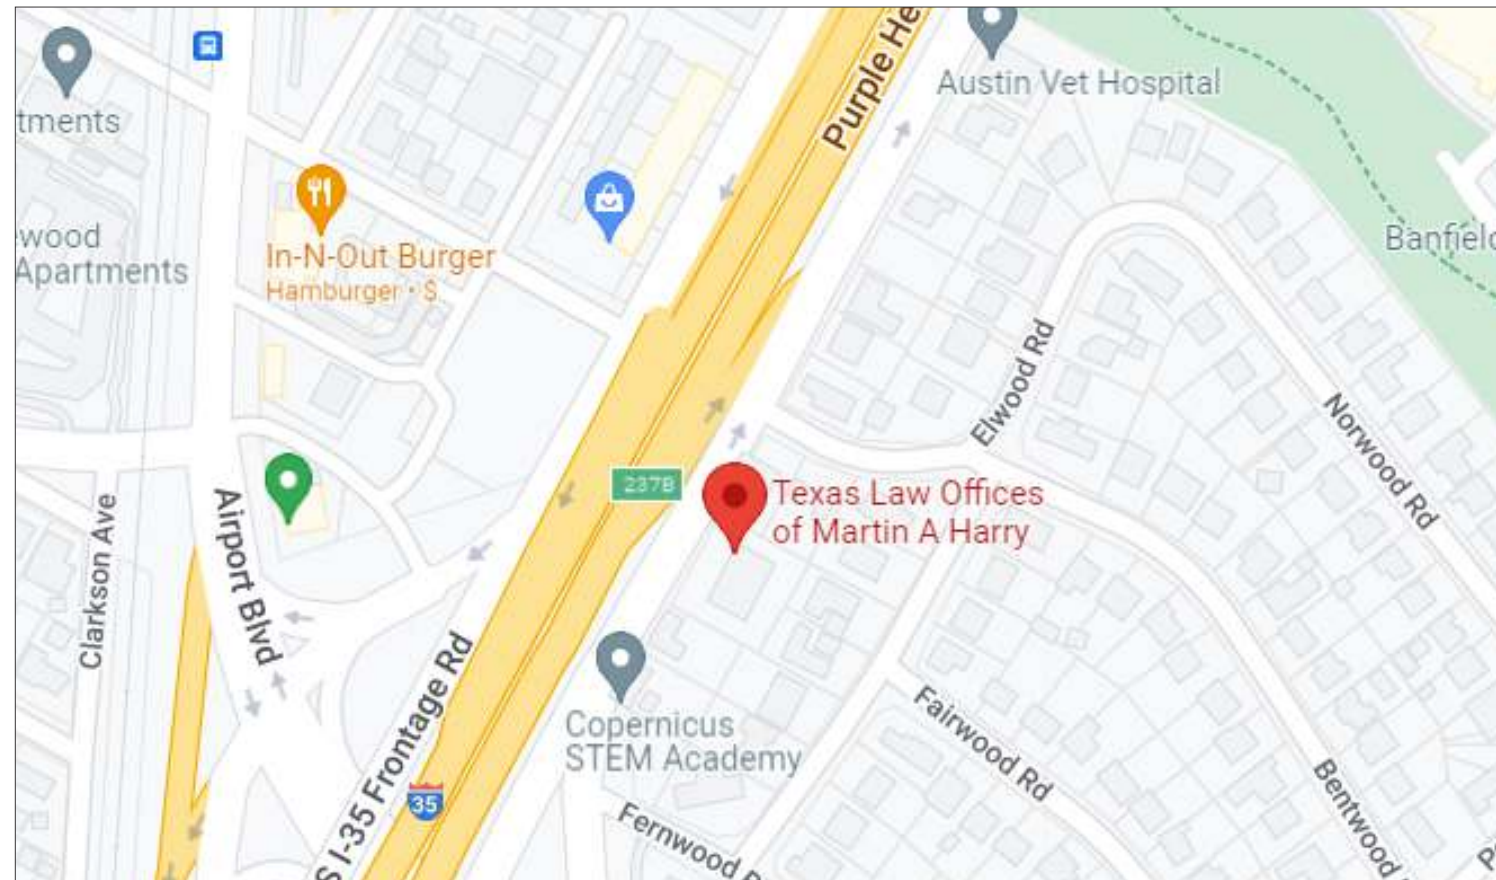 Purple He
Austin Vet Hospital
tments
wood
Apartments
In-N-Out Burger
Hamburger · $
Banfield
Elwood Rd
Norwood Rd
237B
Texas Law Offices
of Martin A Harry
Clarkson Ave
Airport Blvd
Copernicus
STEM Academy
S I-35 Frontage Rd
35
Fairwood Rd
Fernwood
Bentwood